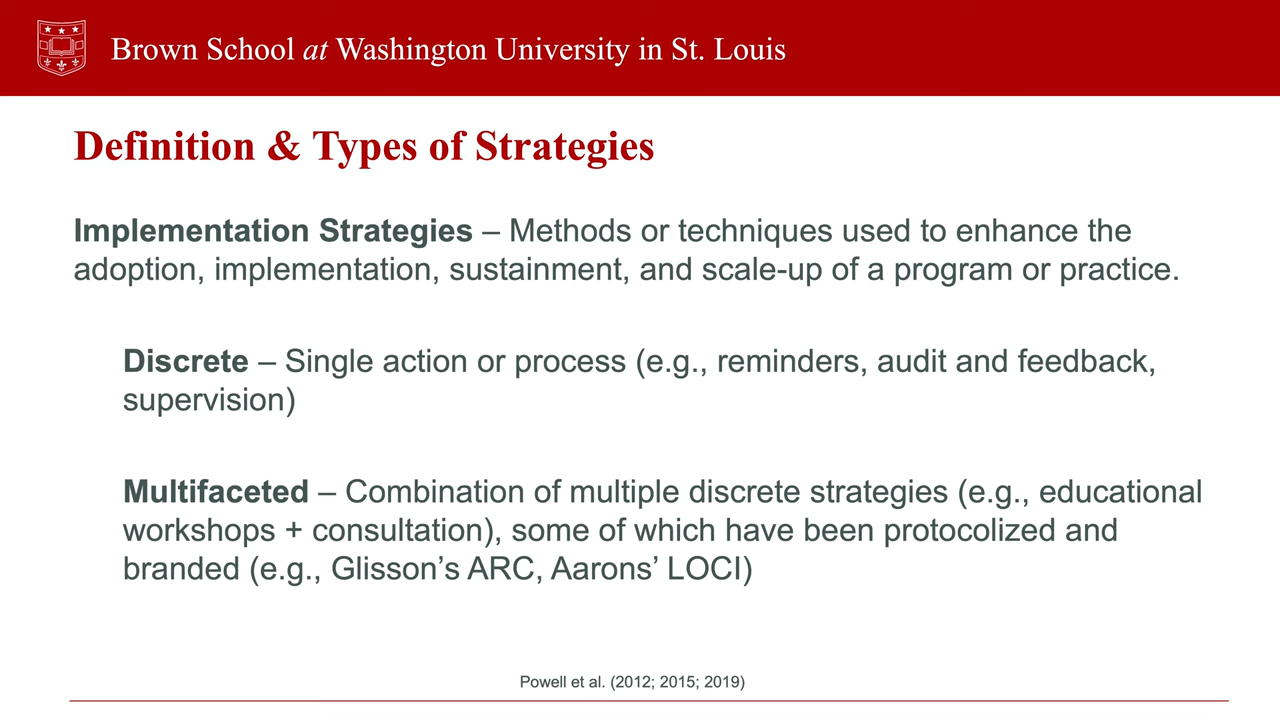 Brown School at Washington University in St. Louis
Definition & Types of Strategies
Implementation Strategies – Methods or techniques used to enhance the
adoption, implementation, sustainment, and scale-up of a program or practice.
Discrete – Single action or process (e.g., reminders, audit and feedback,
supervision)
Multifaceted – Combination of multiple discrete strategies (e.g., educational
workshops + consultation), some of which have been protocolized and
branded (e.g., Glisson’s ARC, Aarons’ LOCI)
Powell et al. (2012; 2015; 2019)